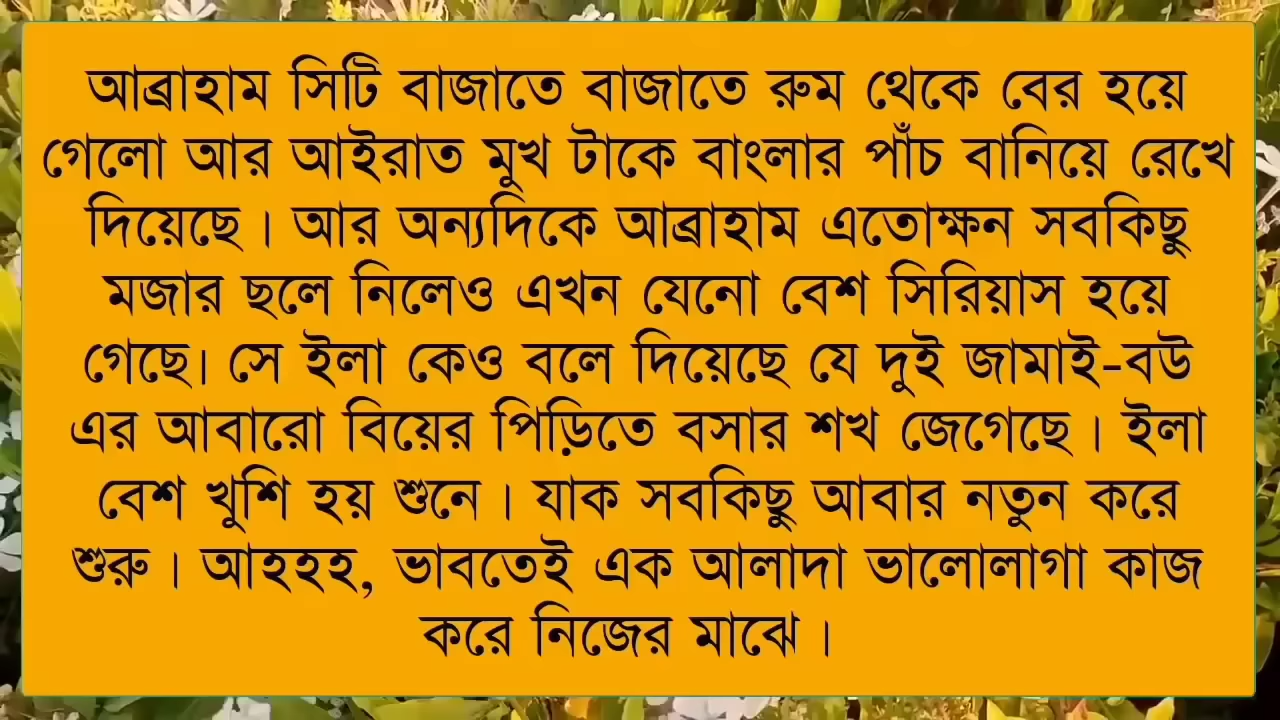 আব্রাহাম সিটি বাজাতে বাজাতে রুম থেকে বের হয়ে
গেলো আর আইরাত মুখ টাকে বাংলার পাঁচ বানিয়ে রেখে
দিয়েছে। আর অন্যদিকে আব্রাহাম এতোক্ষন সবকিছু
মজার ছলে নিলেও এখন যেনো বেশ সিরিয়াস হয়ে
গেছে। সে ইলা কেও বলে দিয়েছে যে দুই জামাই-বউ
এর আবারো বিয়ের পিড়িতে বসার শখ জেগেছে। ইলা
বেশ খুশি হয় শুনে। যাক সবকিছু আবার নতুন করে
শুরু। আহহহ, ভাবতেই এক আলাদা ভালোলাগা কাজ
করে নিজের মাঝে।